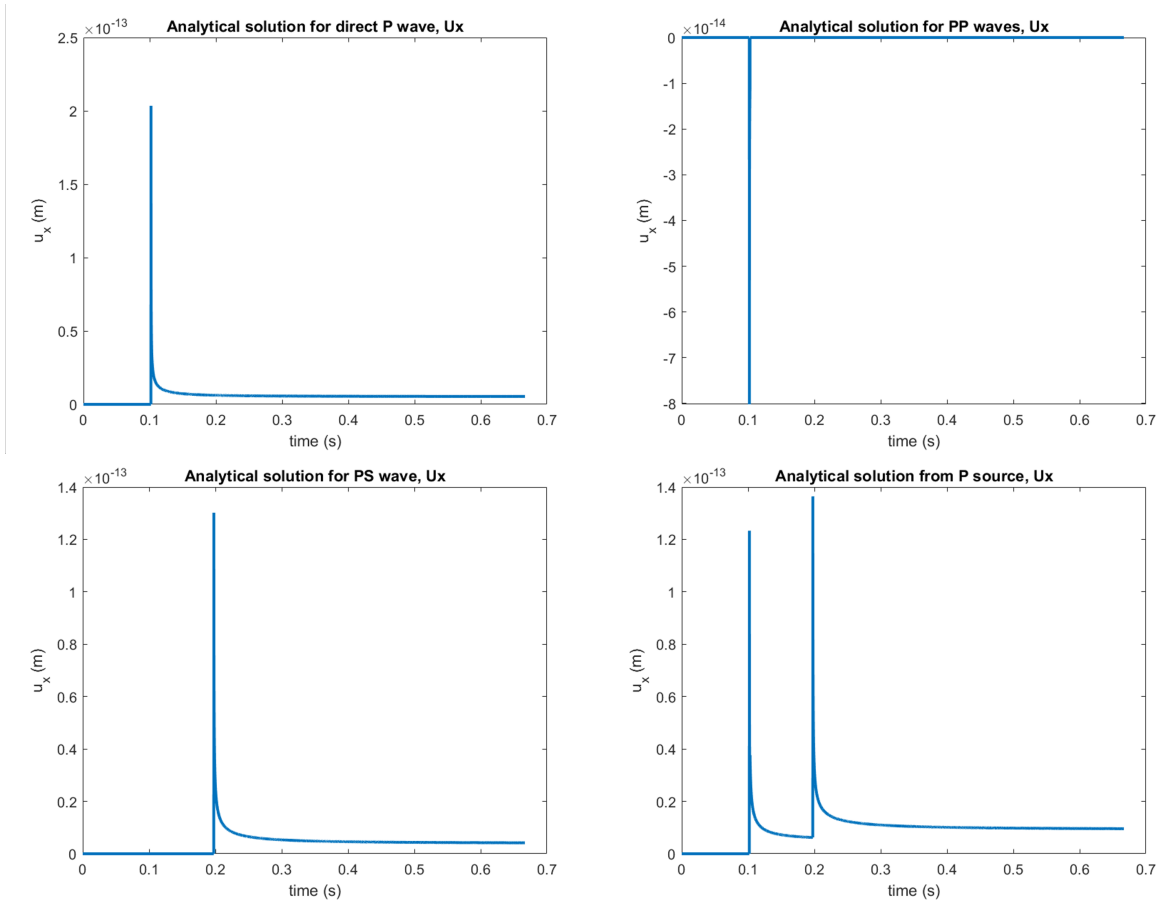 Analytical solution for direct P wave, Ux
×10⁻¹³
2.5
2
1.5
1
0.5
0
u_x (m)
0 0.1 0.2 0.3 0.4 0.5 0.6 0.7
time (s)
Analytical solution for PP waves, Ux
×10⁻¹⁴
0
-1
-2
-3
-4
-5
-6
-7
-8
u_x (m)
0 0.1 0.2 0.3 0.4 0.5 0.6 0.7
time (s)
Analytical solution for PS wave, Ux
×10⁻¹³
1.4
1.2
1
0.8
0.6
0.4
0.2
0
u_x (m)
0 0.1 0.2 0.3 0.4 0.5 0.6 0.7
time (s)
Analytical solution from P source, Ux
×10⁻¹³
1.4
1.2
1
0.8
0.6
0.4
0.2
0
u_x (m)
0 0.1 0.2 0.3 0.4 0.5 0.6 0.7
time (s)